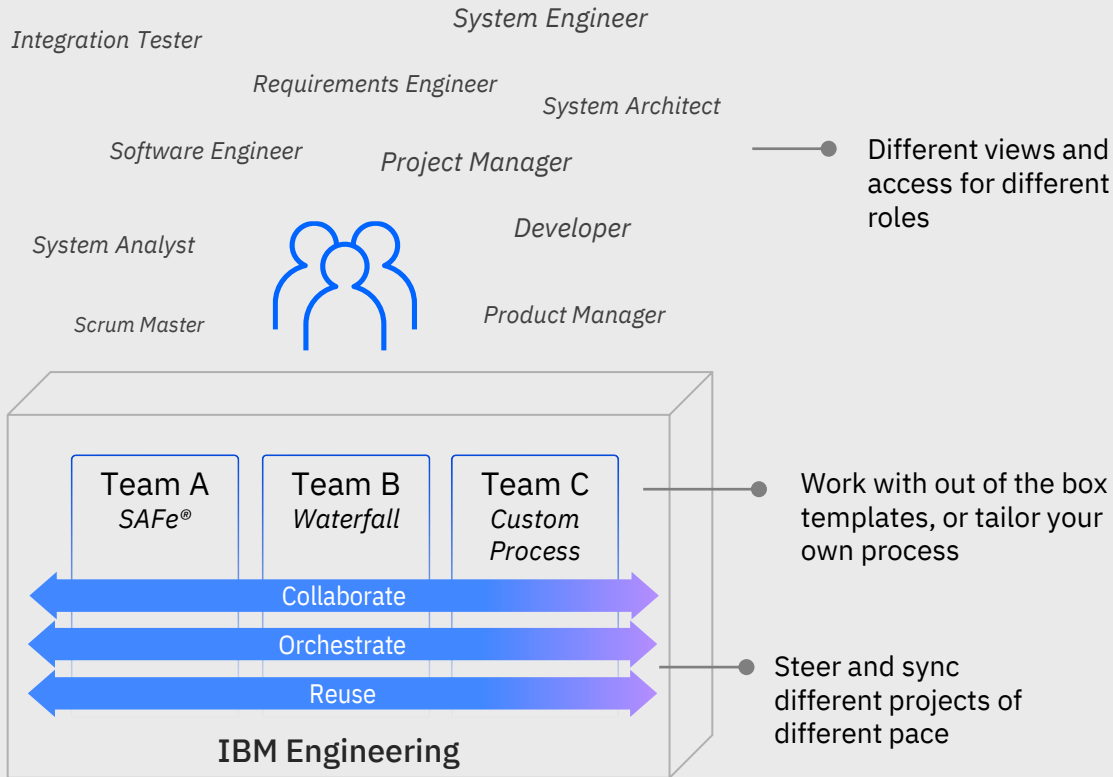 System Engineer
Integration Tester
Requirements Engineer
System Architect
Software Engineer
Project Manager
Different views and
access for different
roles
Developer
System Analyst
Product Manager
Scrum Master
Team A
SAFe®
Team B
Waterfall
Team C
Custom
Process
Work with out of the box
templates, or tailor your
own process
Collaborate
Orchestrate
Reuse
Steer and sync
different projects of
different pace
IBM Engineering